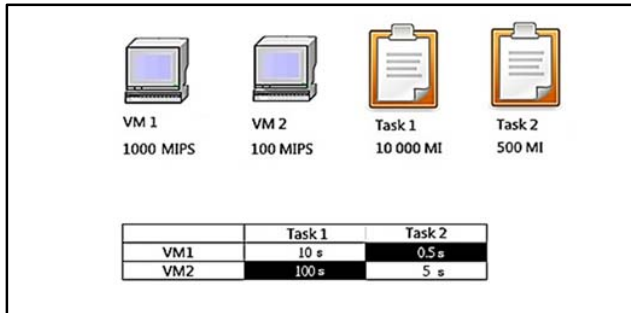 VM 1 VM 2 Task 1 Task 2
1000 MIPS 100 MIPS 10 000 MI 500 MI
Task 1 Task 2
VM1 10 s 0.5 s
VM2 100 s 5 s